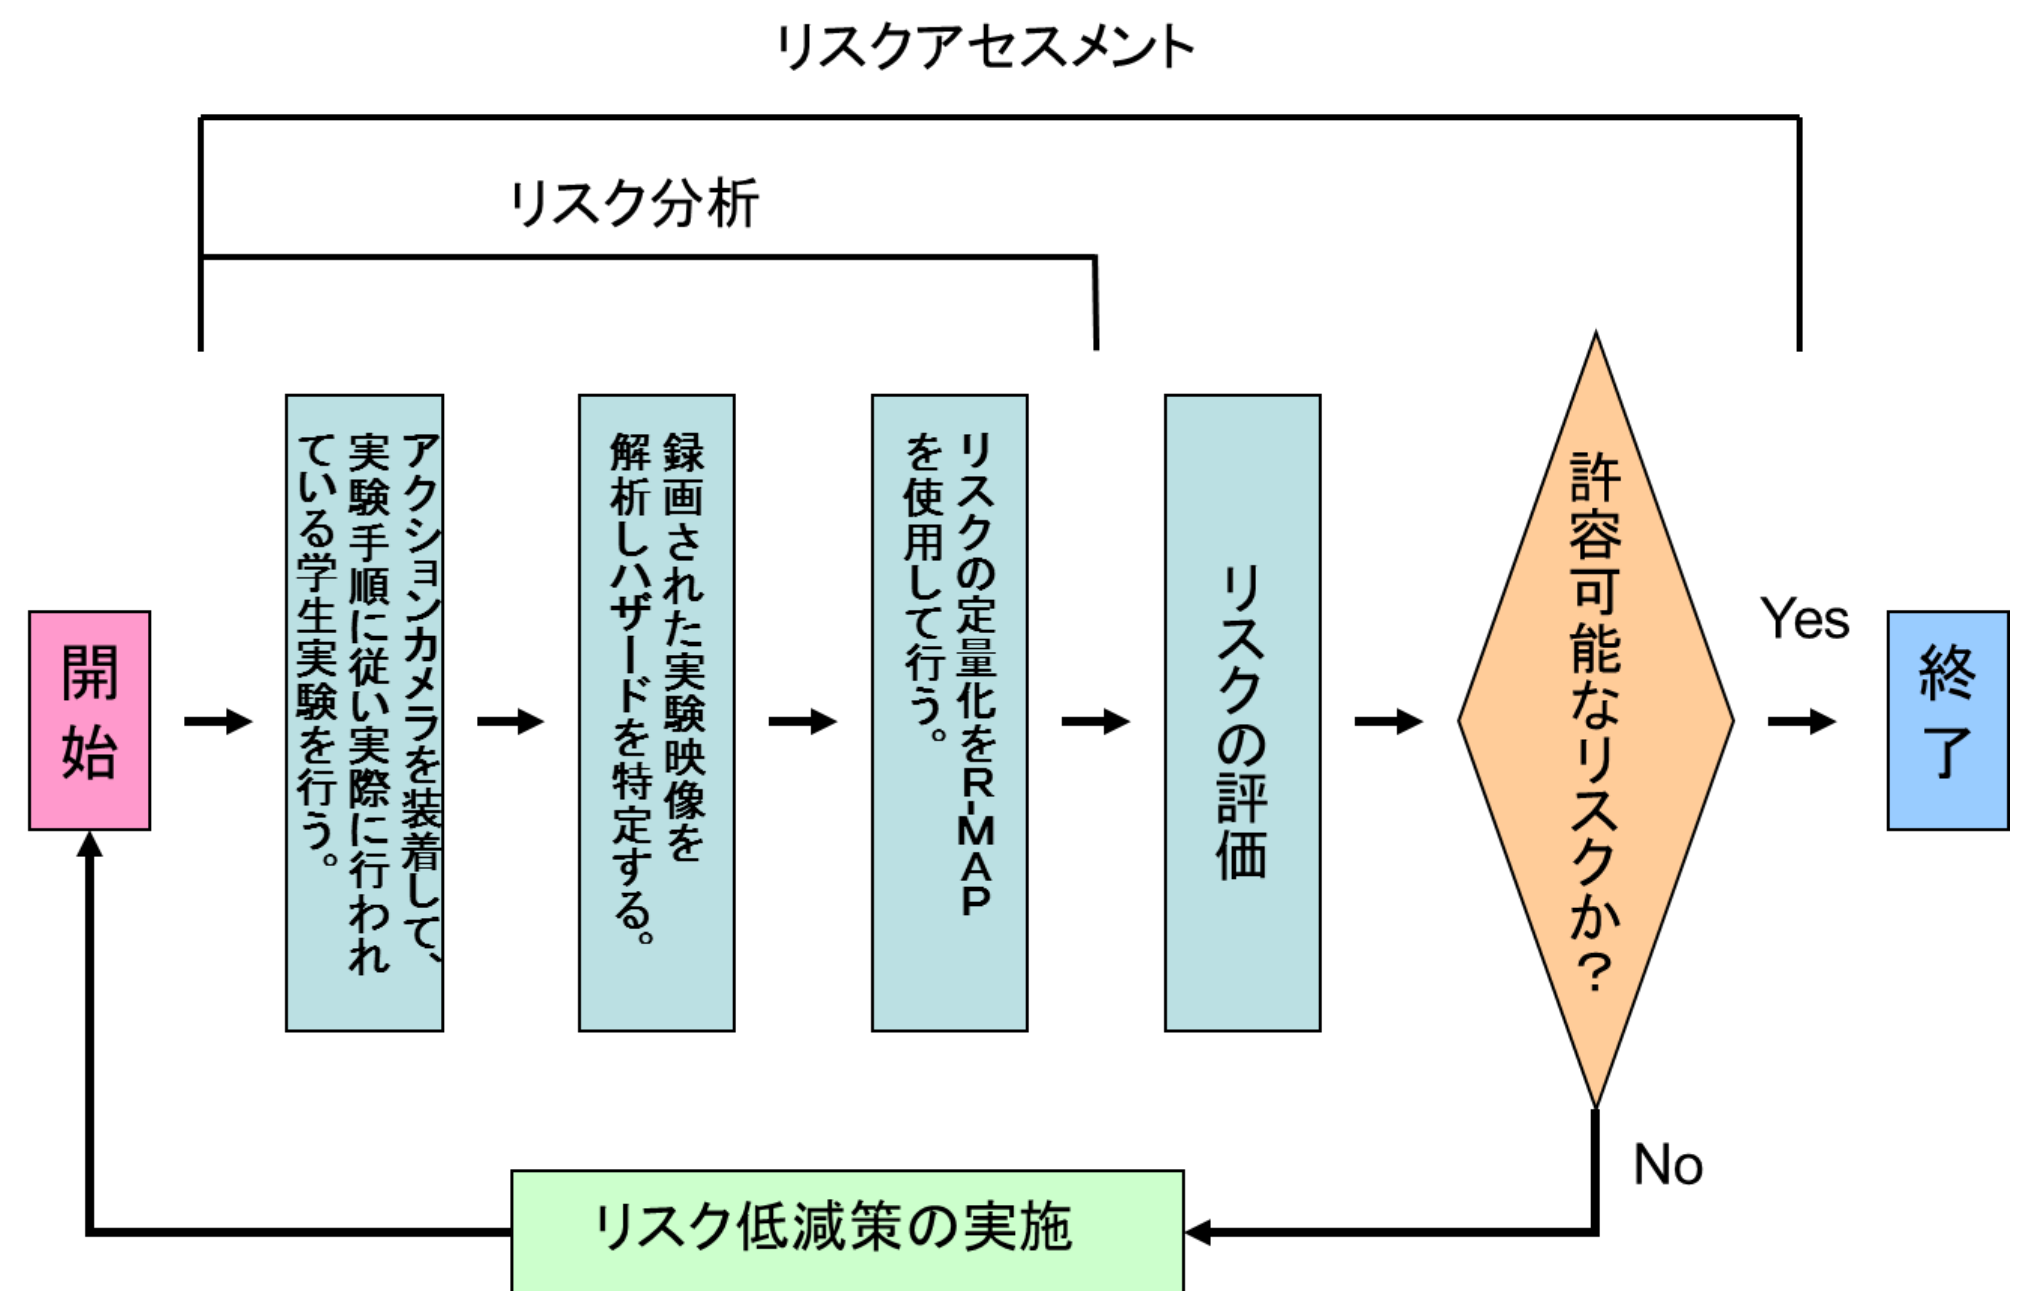 リスクアセスメント
リスク分析
開始
アクションカメラを装着して、
実験手順に従い実際に行われ
ている学生実験を行う。
録画された実験映像を
解析しハザードを特定する。
リスクの定量化をR-MAP
を使用して行う。
リスクの評価
許容可能なリスクか?
Yes
終了
No
リスク低減策の実施